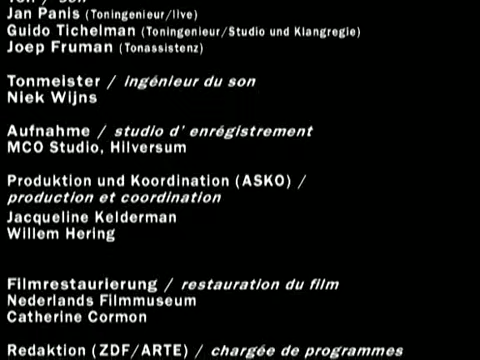 Ton / son
Jan Panis (Toningenieur/live)
Guido Tichelman (Toningenieur/Studio und Klangregie)
Joep Fruman (Tonassistenz)
Tonmeister / ingénieur du son
Niek Wijns
Aufnahme / studio d' enrégistrement
MCO Studio, Hilversum
Produktion und Koordination (ASKO) /
production et coordination
Jacqueline Kelderman
Willem Hering
Filmrestaurierung / restauration du film
Nederlands Filmmuseum
Catherine Cormon
Redaktion (ZDF/ARTE) / chargée de programmes